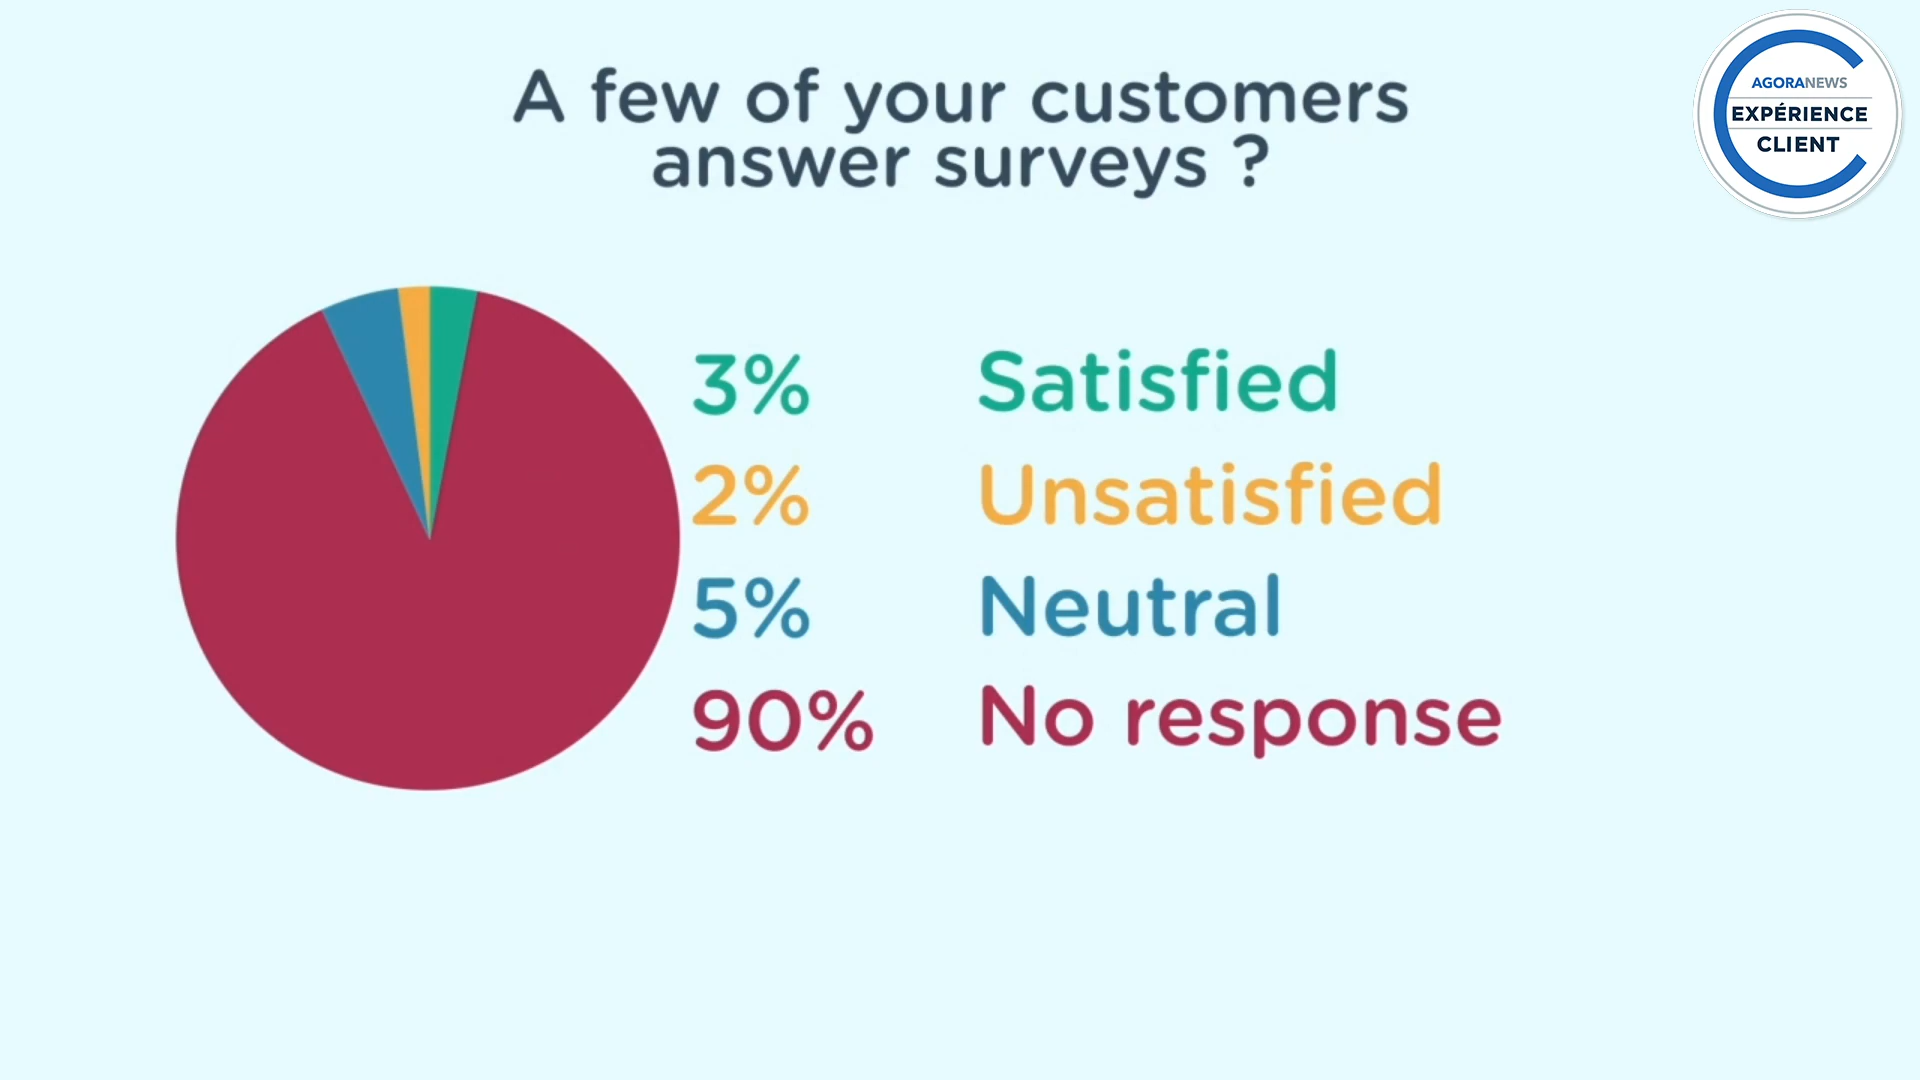 A few of your customers
answer surveys ?
AGORANEWS
EXPÉRIENCE
CLIENT
3% Satisfied
2% Unsatisfied
5% Neutral
90% No response